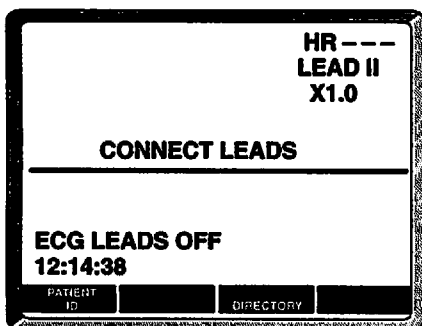 HR---
LEAD II
X1.0
CONNECT LEADS
ECG LEADS OFF
12:14:38
PATIENT
ID
DIRECTORY